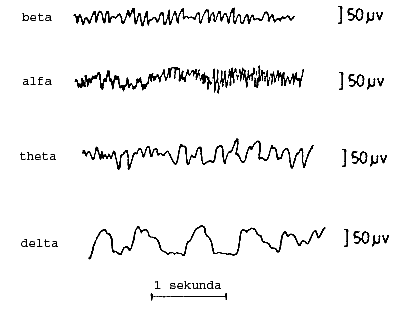 beta ] 50 μv
alfa ] 50 μv
theta ] 50 μv
delta ] 50 μv
1 sekunda